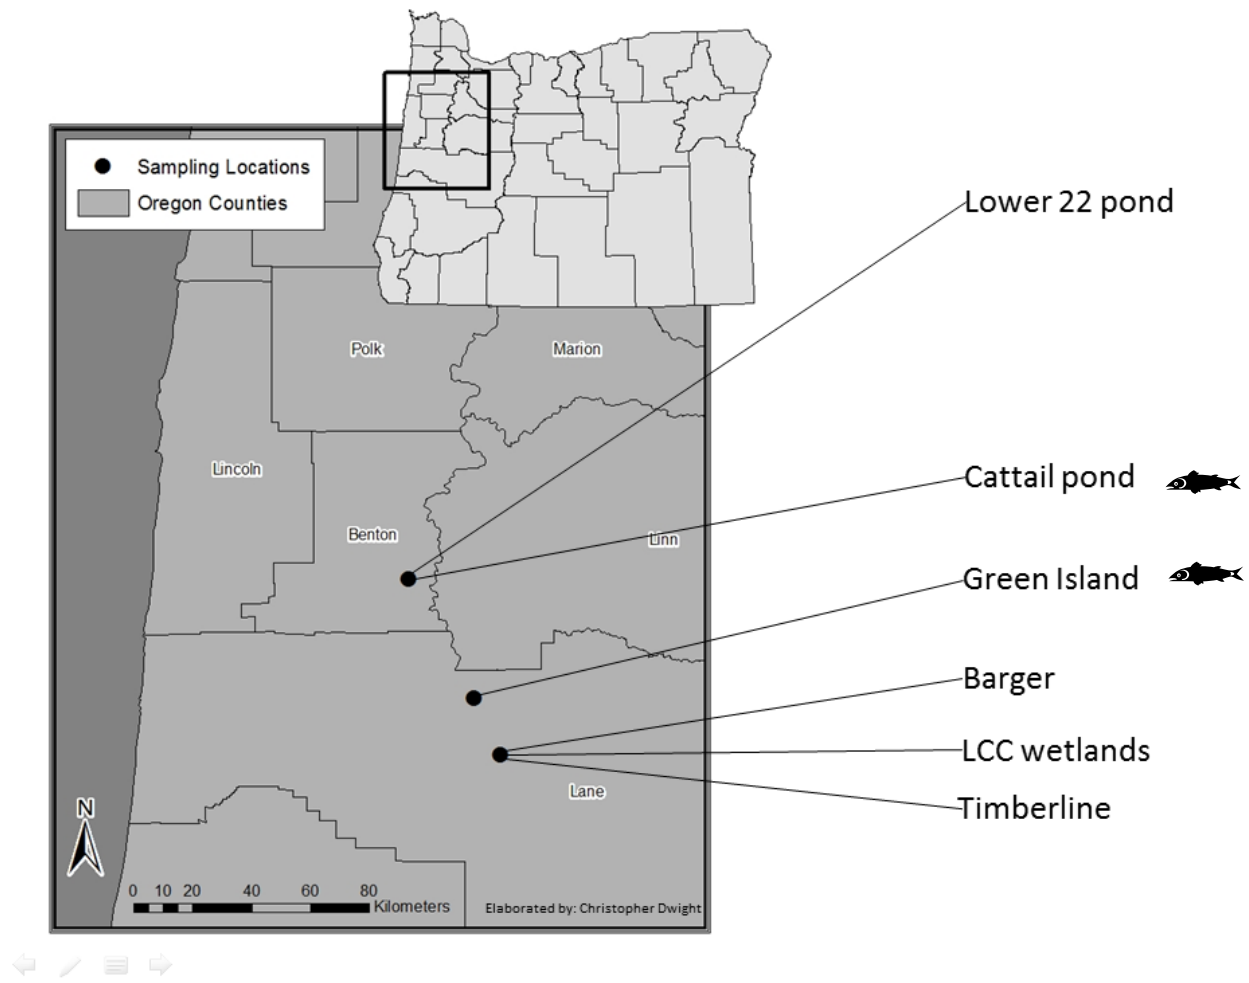 Sampling Locations
Oregon Counties
Lower 22 pond
Polk
Marion
Lincoln
Cattail pond
Benton
Linn
Green Island
Barger
LCC wetlands
Lane
Timberline
N
0 10 20 40 60 80
Kilometers
Elaborated by: Christopher Dwight